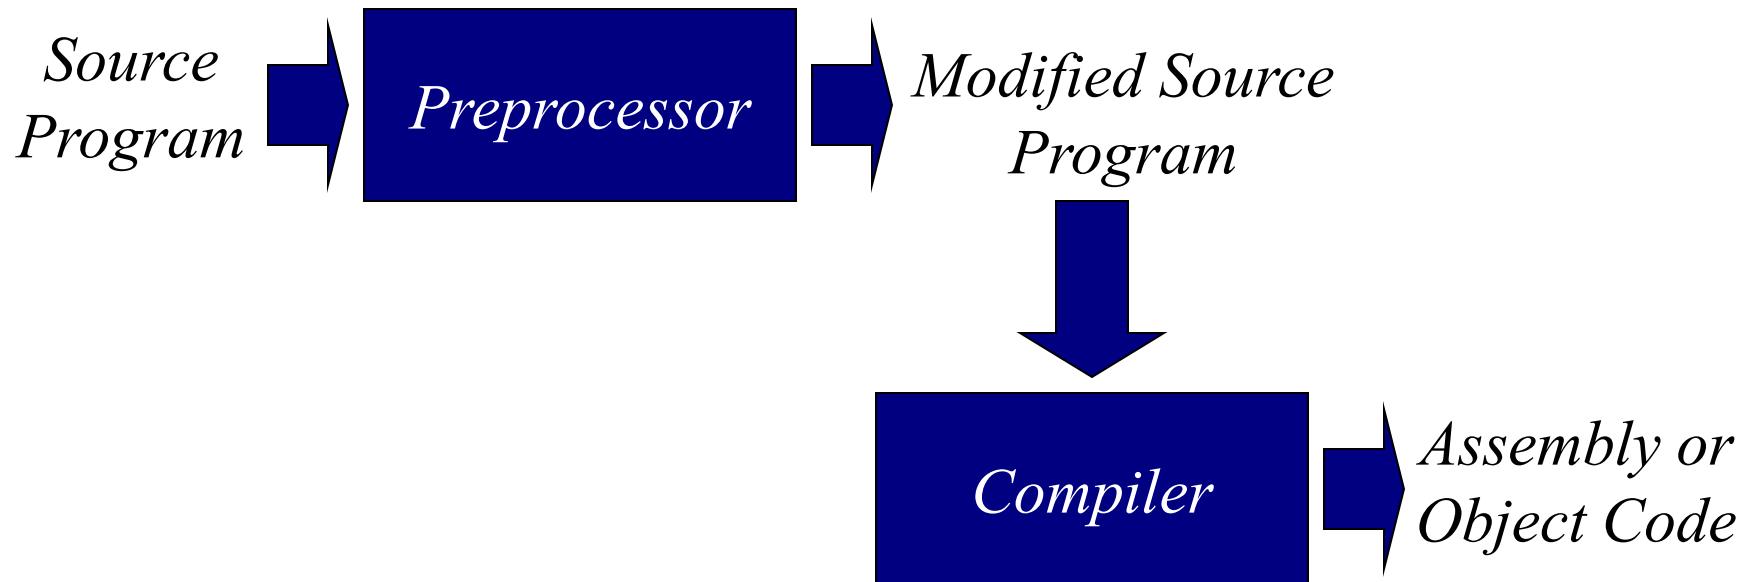 Source
Program
Preprocessor
Modified Source
Program
Compiler
Assembly or
Object Code